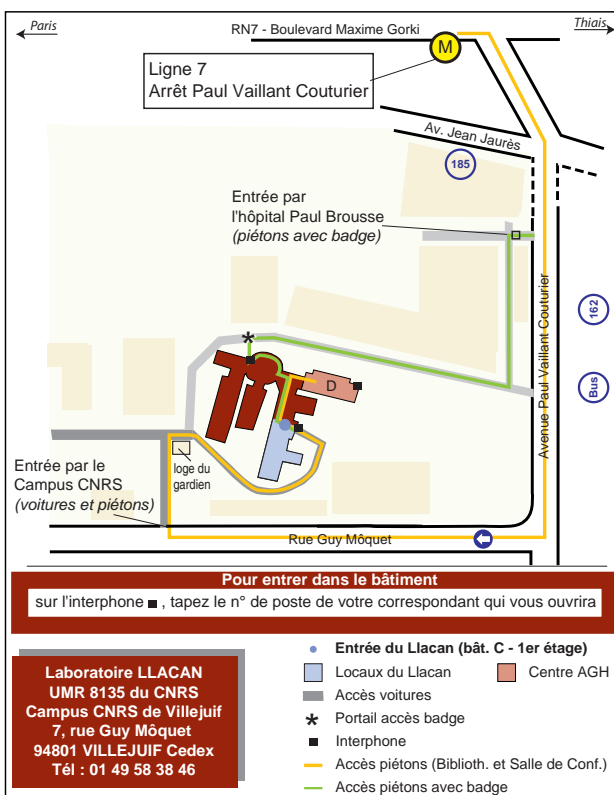 Paris
Thiais
RN7 - Boulevard Maxime Gorki
M
Ligne 7
Arrêt Paul Vaillant Couturier
Av. Jean Jaurès
185
Entrée par
l'hôpital Paul Brousse
(piétons avec badge)
162
Bus
Avenue Paul Vaillant Couturier
*
D
loge du
gardien
Entrée par le
Campus CNRS
(voitures et piétons)
Rue Guy Môquet
Pour entrer dans le bâtiment
sur l'interphone ■ , tapez le n° de poste de votre correspondant qui vous ouvrira
Laboratoire LLACAN
UMR 8135 du CNRS
Campus CNRS de Villejuif
7, rue Guy Môquet
94801 VILLEJUIF Cedex
Tél : 01 49 58 38 46
Entrée du Llacan (bât. C - 1er étage)
Locaux du Llacan
Centre AGH
Accès voitures
* Portail accès badge
Interphone
Accès piétons (Biblioth. et Salle de Conf.)
Accès piétons avec badge